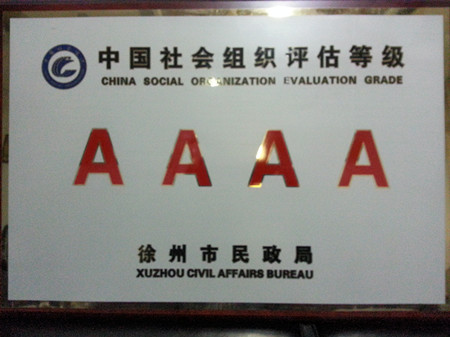 中国社会组织评估等级
CHINA SOCIAL ORGANIZATION EVALUATION GRADE
AAAA
徐州市民政局
XUZHOU CIVIL AFFAIRS BUREAU